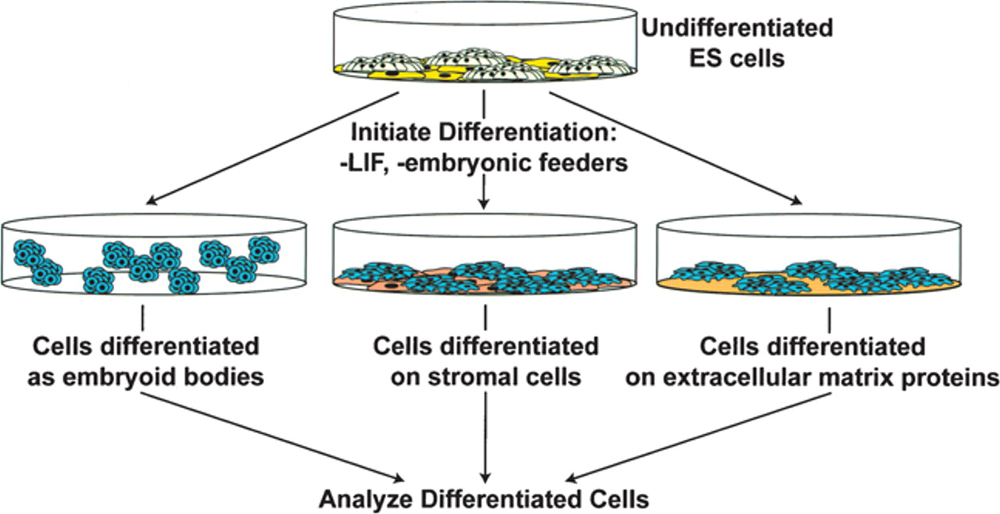 Undifferentiated
ES cells
Initiate Differentiation:
-LIF, -embryonic feeders
Cells differentiated
as embryoid bodies
Cells differentiated
on stromal cells
Cells differentiated
on extracellular matrix proteins
Analyze Differentiated Cells